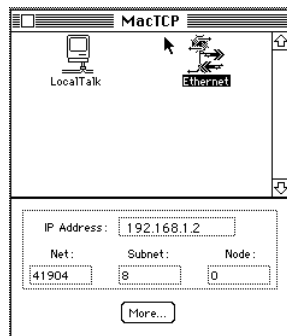 MacTCP
LocalTalk
Ethernet
IP Address: 192.168.1.2
Net: Subnet: Node:
41904 8 0
More...